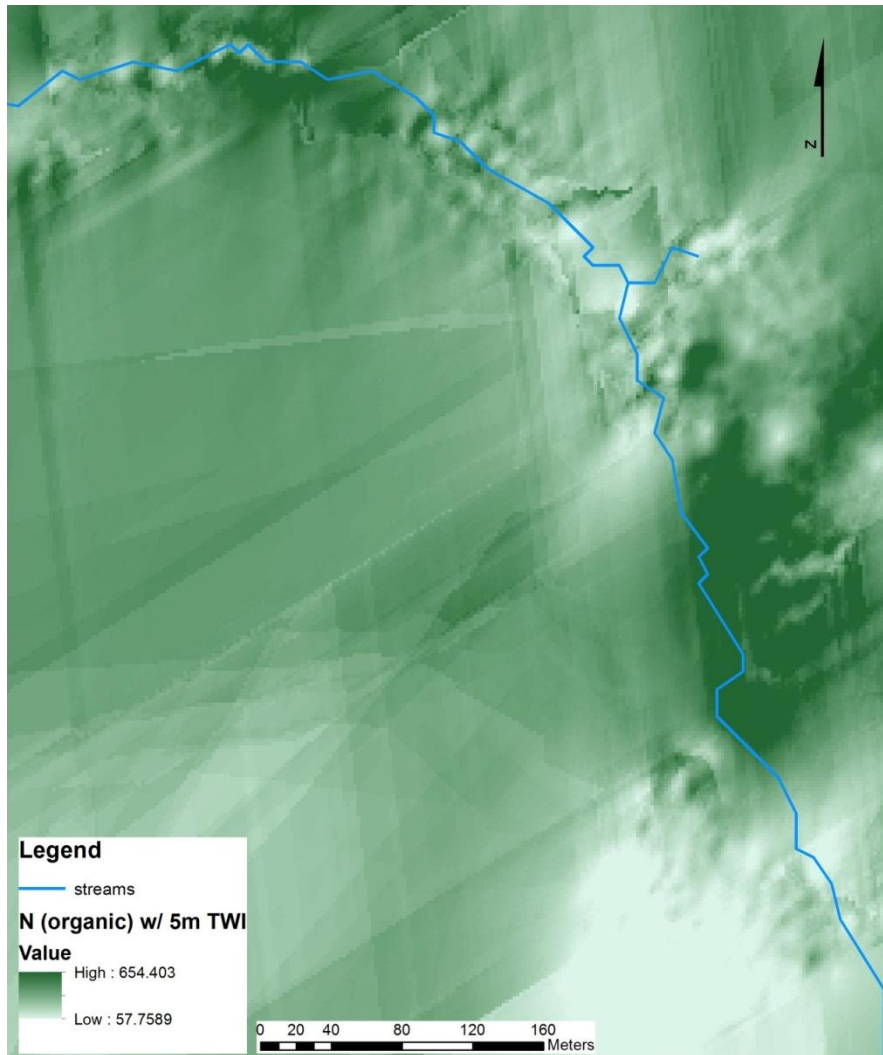 N
Legend
streams
N (organic) w/ 5m TWI
Value
High : 654.403
Low : 57.7589
0 20 40 80 120 160
Meters